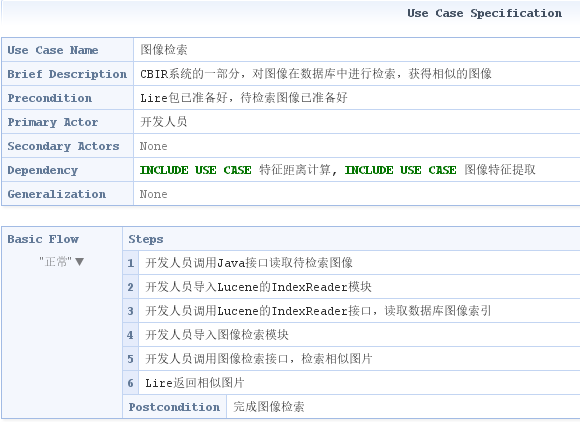 Use Case Specification
Use Case Name 图像检索
Brief Description CBIR系统的一部分，对图像在数据库中进行检索，获得相似的图像
Precondition Lire包已准备好，待检索图像已准备好
Primary Actor 开发人员
Secondary Actors None
Dependency INCLUDE USE CASE 特征距离计算, INCLUDE USE CASE 图像特征提取
Generalization None
Basic Flow Steps
"正常"▼
1 开发人员调用Java接口读取待检索图像
2 开发人员导入Lucene的IndexReader模块
3 开发人员调用Lucene的IndexReader接口，读取数据库图像索引
4 开发人员导入图像检索模块
5 开发人员调用图像检索接口，检索相似图片
6 Lire返回相似图片
Postcondition 完成图像检索